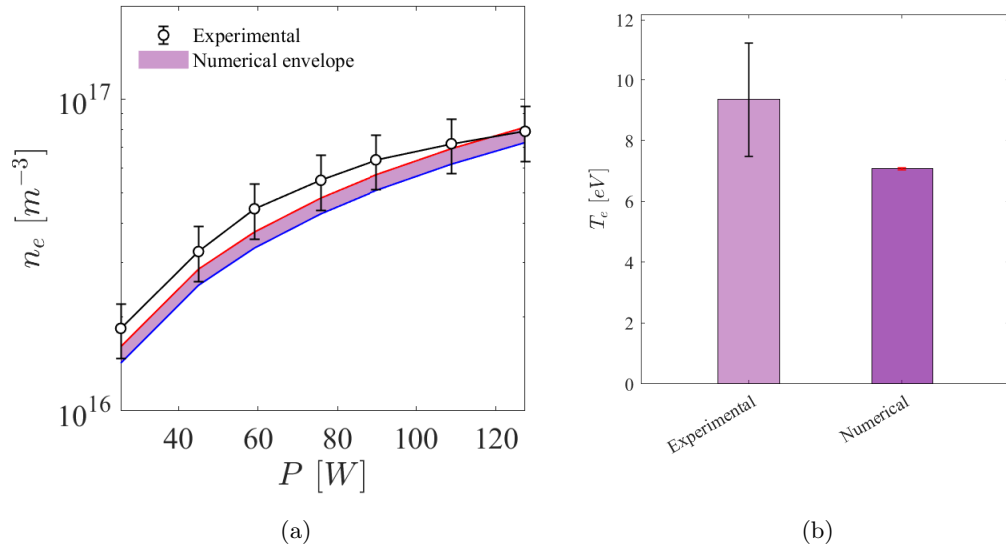 Experimental
Numerical envelope
10^{17}
10^{16}
n_e [m^{-3}]
40 60 80 100 120
P [W]
(a)
12
10
8
6
4
2
0
T_e [eV]
Experimental
Numerical
(b)